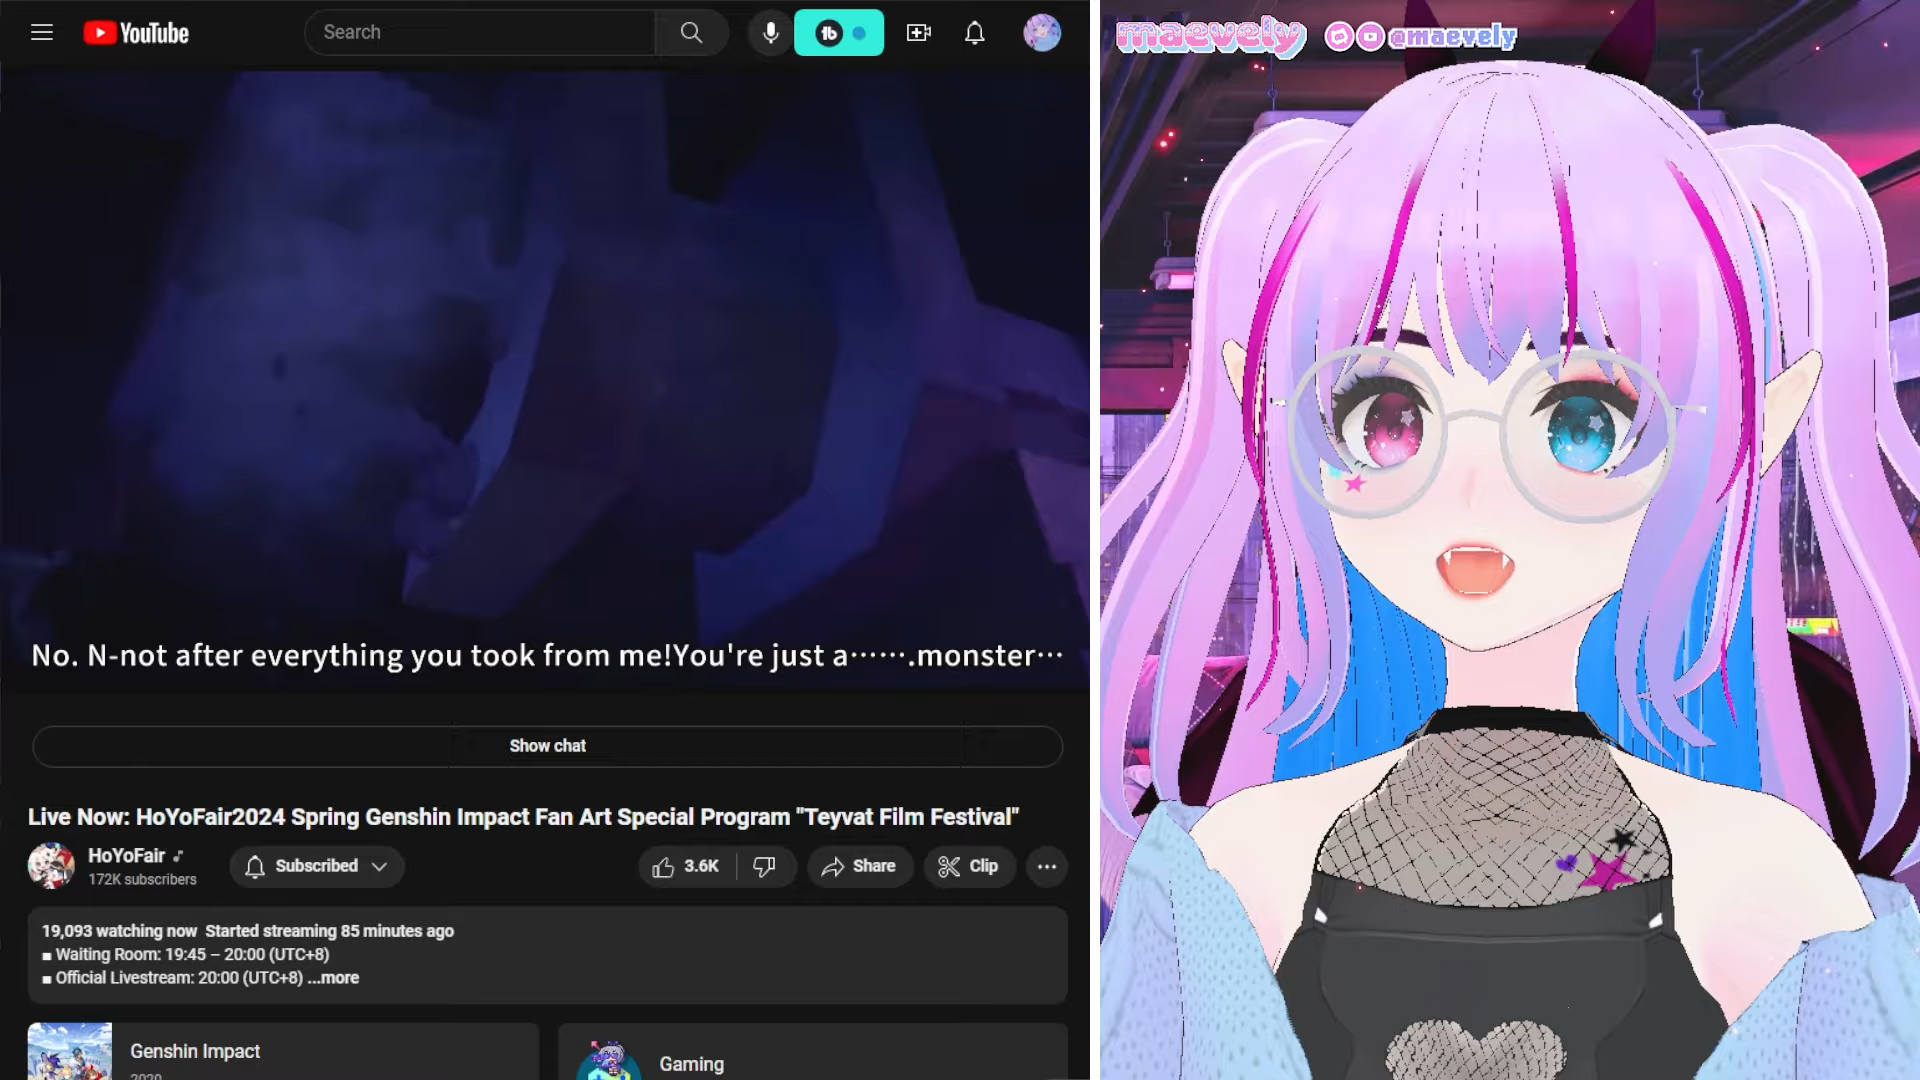 YouTube
Search
No. N-not after everything you took from me!You're just a…….monster…
Show chat
Live Now: HoYoFair2024 Spring Genshin Impact Fan Art Special Program "Teyvat Film Festival"
HoYoFair
172K subscribers
Subscribed
3.6K
Share
Clip
19,093 watching now Started streaming 85 minutes ago
■ Waiting Room: 19:45 – 20:00 (UTC+8)
■ Official Livestream: 20:00 (UTC+8) ...more
Genshin Impact
2020
Gaming
maevely
@maevely